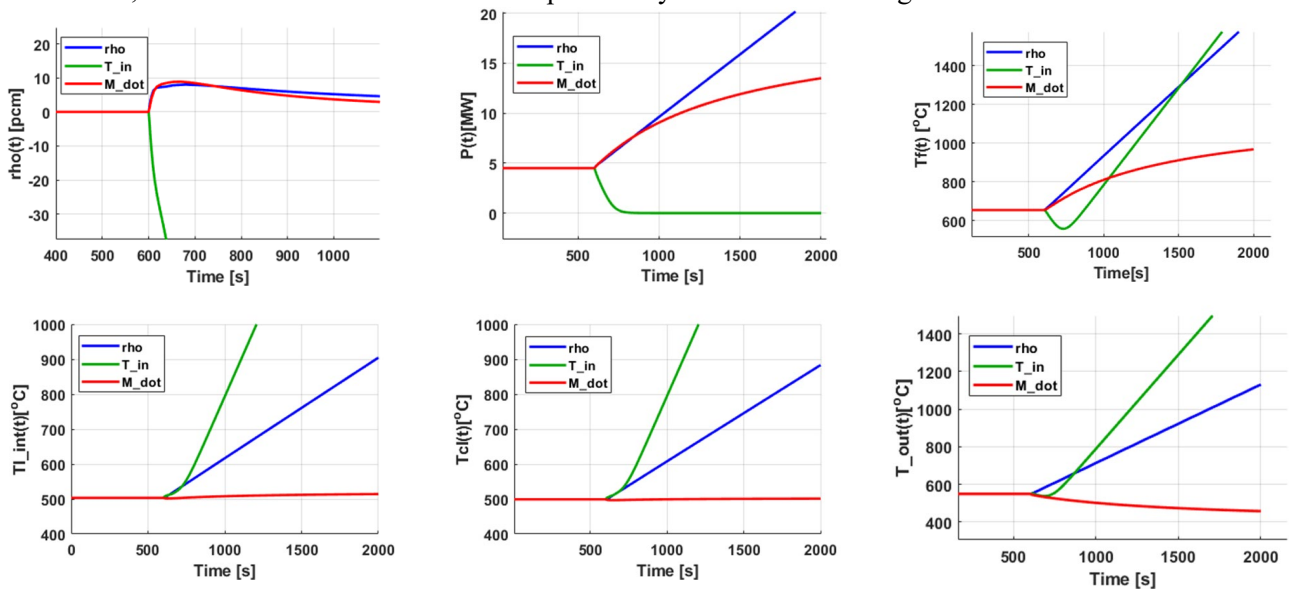 rho
T_in
M_dot
rho(t) [pcm]
20
10
0
-10
-20
-30
400 500 600 700 800 900 1000
Time [s]
rho
T_in
M_dot
P(t)[MW]
20
15
10
5
0
500 1000 1500 2000
Time [s]
rho
T_in
M_dot
Tf(t) [°C]
1400
1200
1000
800
600
500 1000 1500 2000
Time[s]
rho
T_in
M_dot
TI_int(t)[°C]
1000
900
800
700
600
500
400
0 500 1000 1500 2000
Time [s]
rho
T_in
M_dot
Tcl(t)[°C]
1000
900
800
700
600
500
400
500 1000 1500 2000
Time [s]
rho
T_in
M_dot
T_out(t)[°C]
1400
1200
1000
800
600
400
500 1000 1500 2000
Time [s]